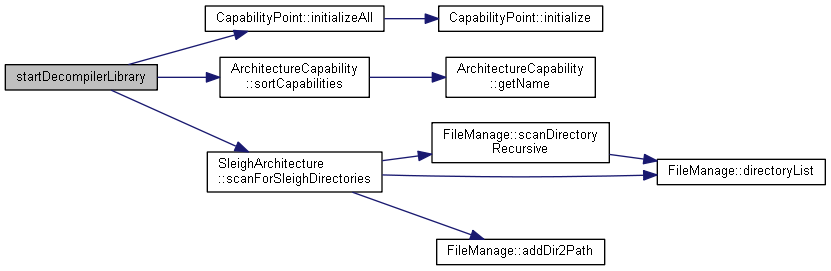 CapabilityPoint::initializeAll
CapabilityPoint::initialize
startDecompilerLibrary
ArchitectureCapability
::sortCapabilities
ArchitectureCapability
::getName
FileManage::scanDirectory
Recursive
SleighArchitecture
::scanForSleighDirectories
FileManage::directoryList
FileManage::addDir2Path